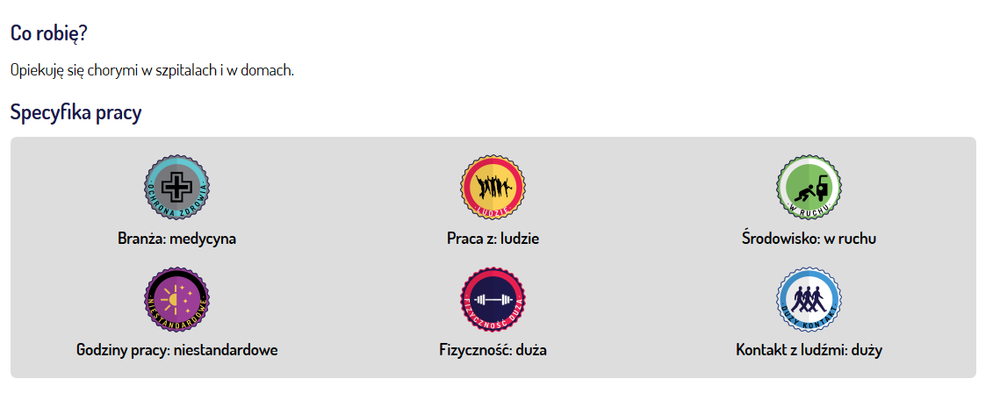 Co robię?
Opiekuję się chorymi w szpitalach i w domach.
Specyfika pracy
OCHRONA ZDROWIA
LUDZIE
W RUCHU
Branża: medycyna
Praca z: ludzie
Środowisko: w ruchu
NIESTANDARDOWE
FIZYCZNOŚĆ DUŻA
DUŻY KONTAKT
Godziny pracy: niestandardowe
Fizyczność: duża
Kontakt z ludźmi: duży